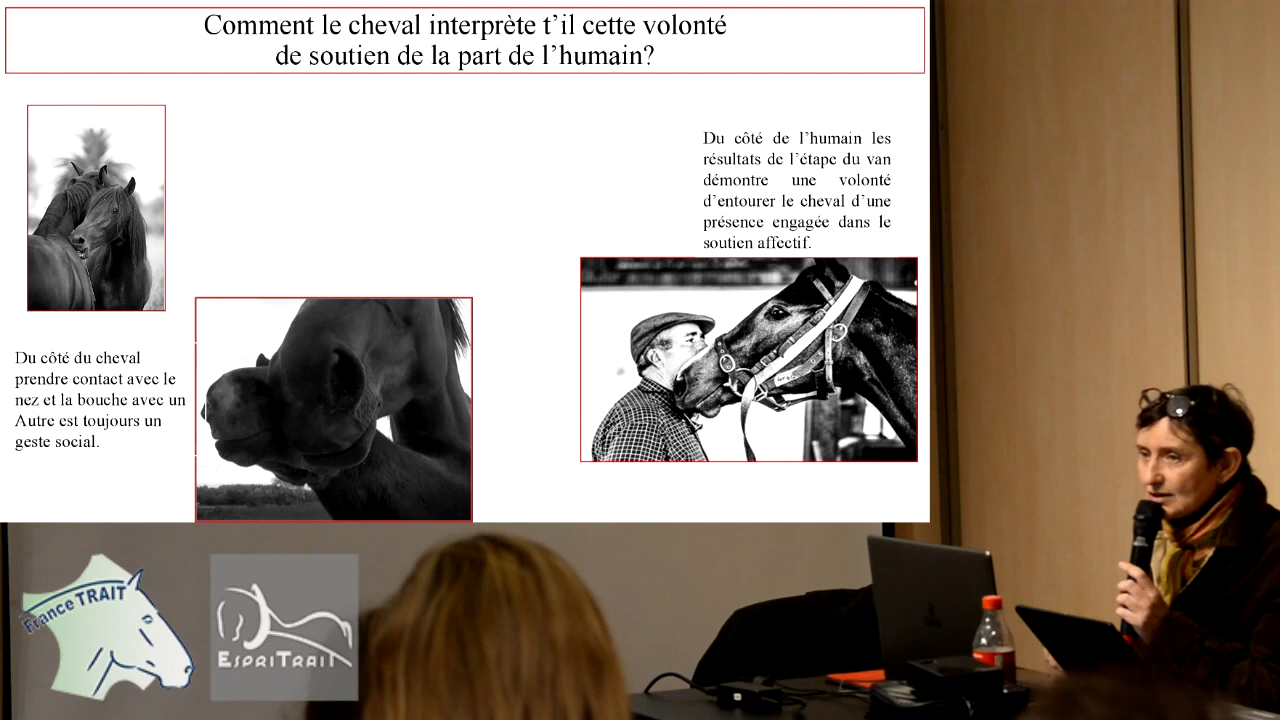 Comment le cheval interprète t’il cette volonté
de soutien de la part de l’humain?
Du côté de l’humain les
résultats de l’étape du van
démontre une volonté
d’entourer le cheval d’une
présence engagée dans le
soutien affectif.
Du côté du cheval
prendre contact avec le
nez et la bouche avec un
Autre est toujours un
geste social.
France TRAIT
ESPRITRAIT